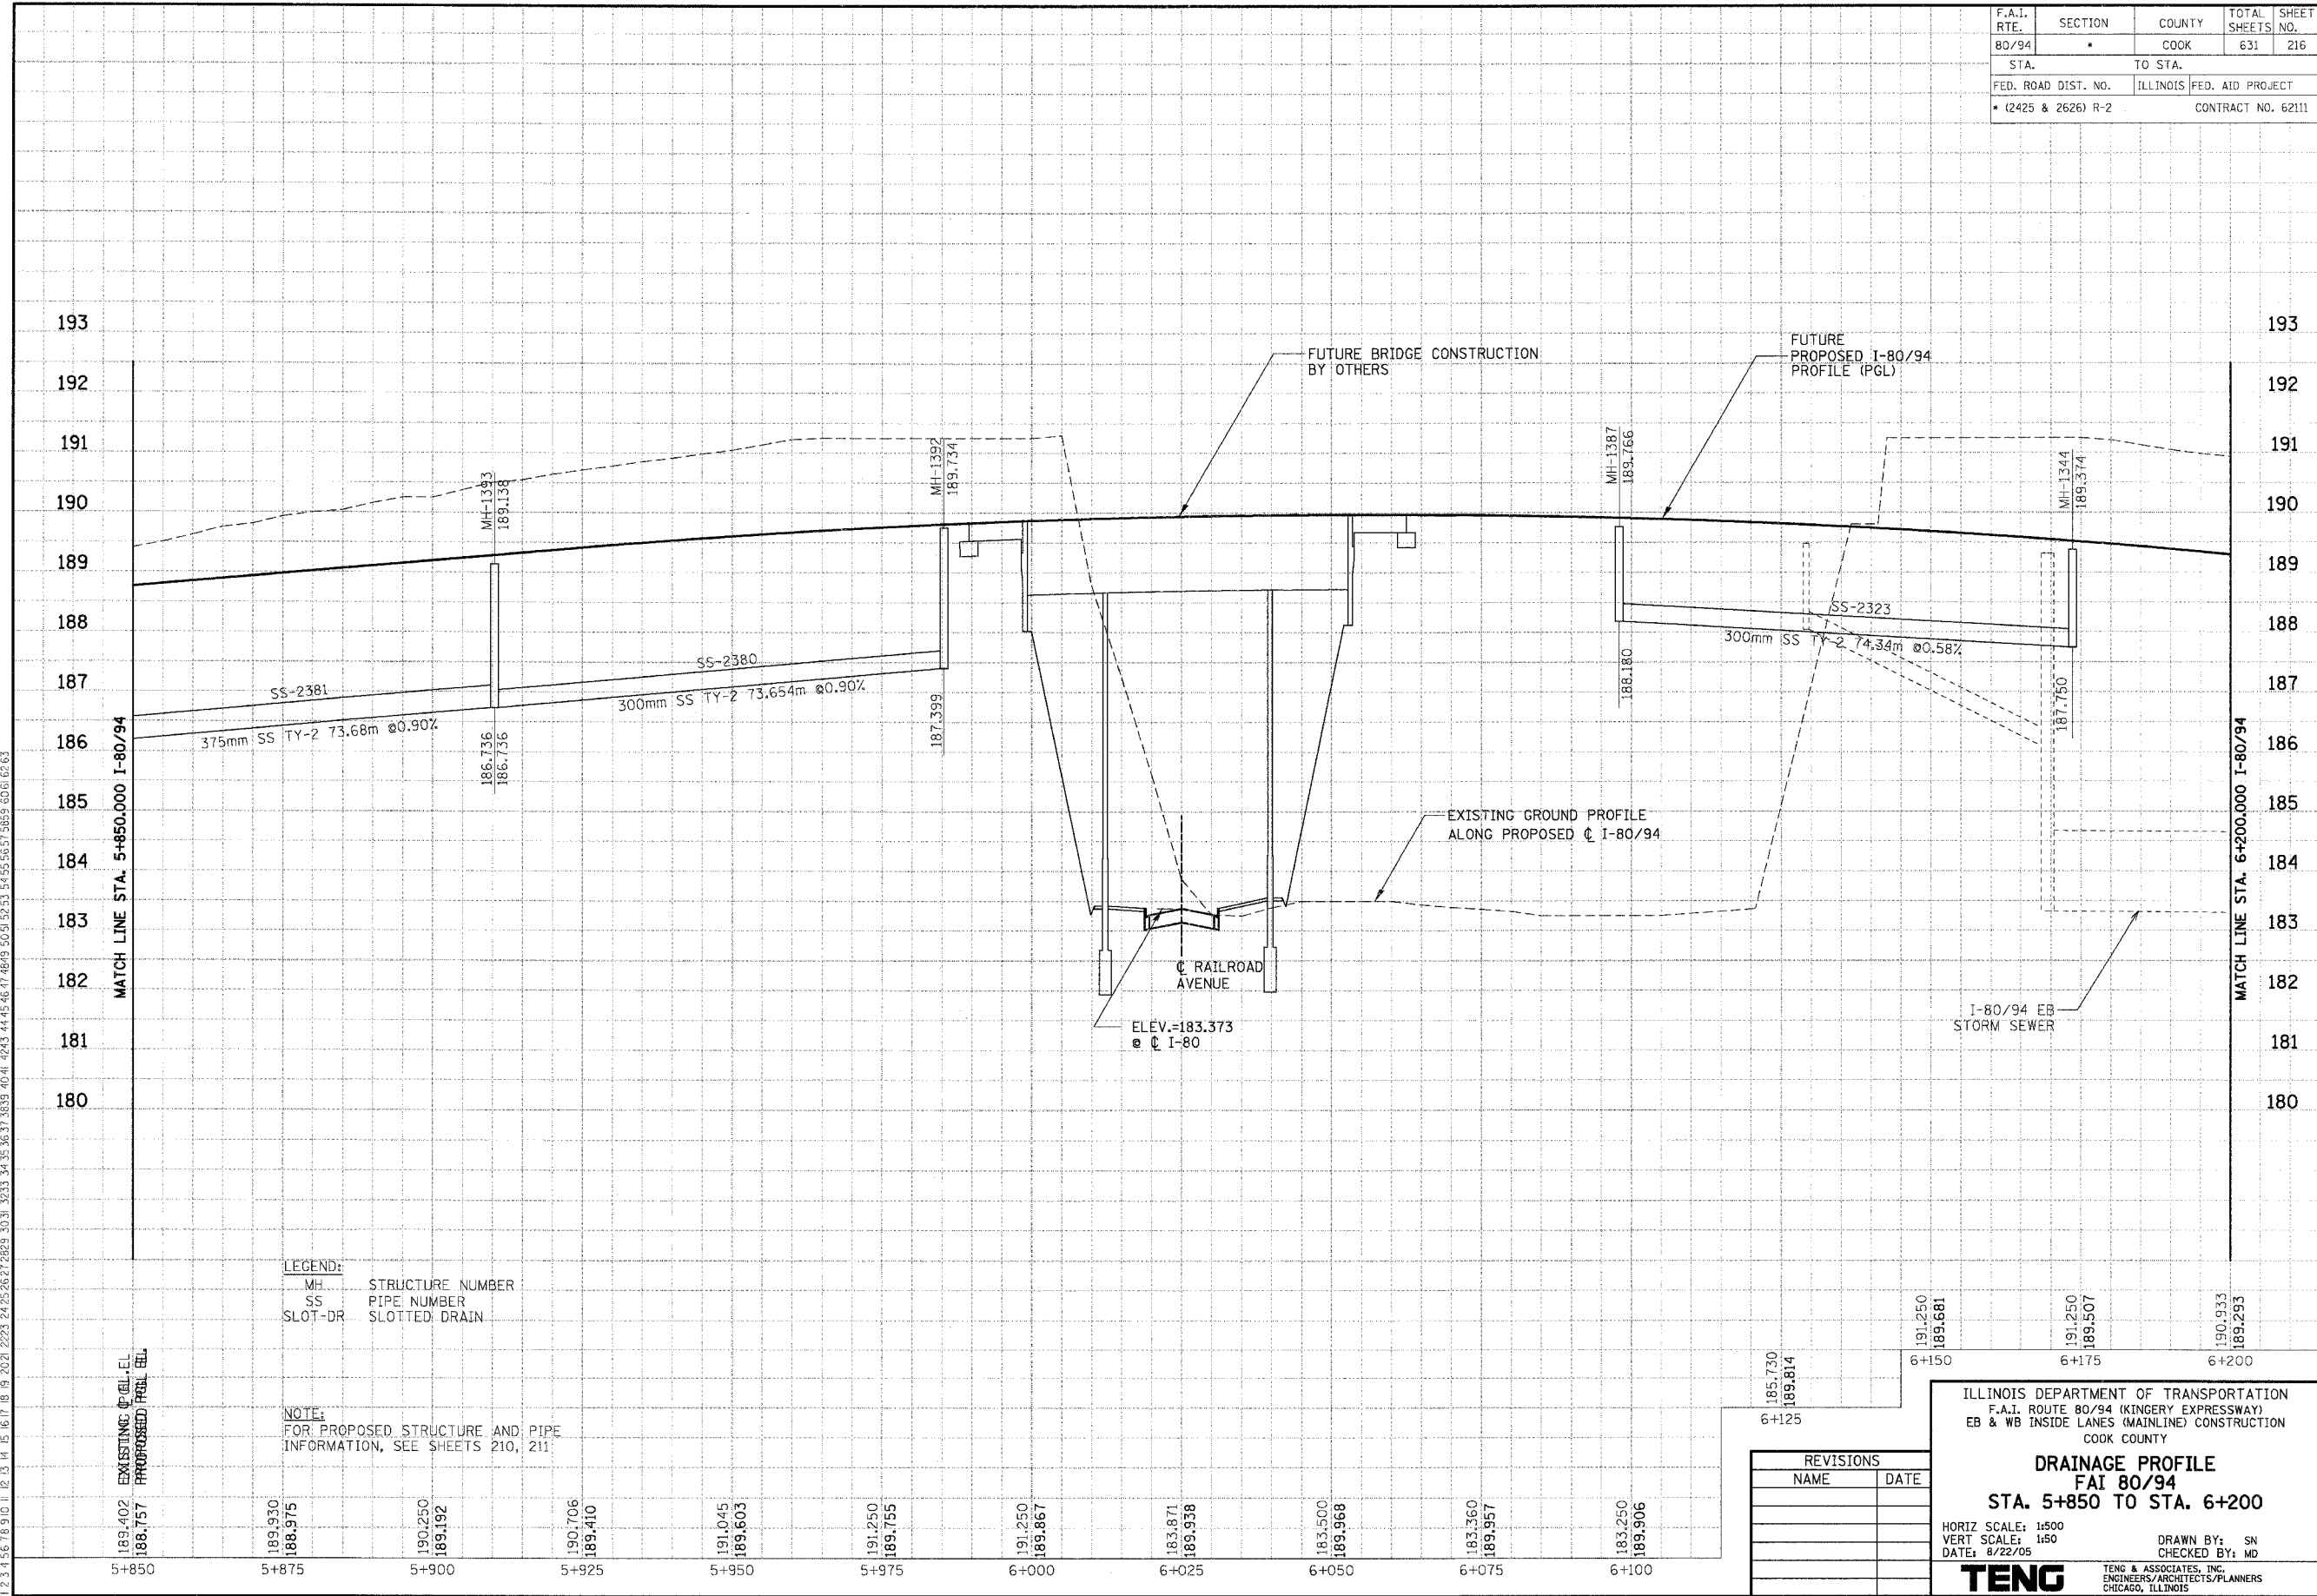 F.A.I. RTE. SECTION COUNTY TOTAL SHEETS SHEET NO.
80/94 * COOK 631 216
STA. TO STA.
FED. ROAD DIST. NO. ILLINOIS FED. AID PROJECT
* (2425 & 2626) R-2 CONTRACT NO. 62111
193
192
191
190
189
188
187
186
185
184
183
182
181
180
193
192
191
190
189
188
187
186
185
184
183
182
181
180
MATCH LINE STA. 5+850.000 I-80/94
MATCH LINE STA. 6+200.000 I-80/94
FUTURE BRIDGE CONSTRUCTION
BY OTHERS
FUTURE
PROPOSED I-80/94
PROFILE (PGL)
MH-1393
189.138
MH-1392
189.734
MH-1387
189.766
MH-1344
189.374
SS-2381
375mm SS TY-2 73.68m @0.90%
SS-2380
300mm SS TY-2 73.654m @0.90%
SS-2323
300mm SS TY-2 74.34m @0.58%
186.736
186.736
187.399
188.180
187.750
EXISTING GROUND PROFILE
ALONG PROPOSED ℄ I-80/94
℄ RAILROAD
AVENUE
ELEV.=183.373
@ ℄ I-80
I-80/94 EB
STORM SEWER
LEGEND:
MH STRUCTURE NUMBER
SS PIPE NUMBER
SLOT-DR SLOTTED DRAIN
NOTE:
FOR PROPOSED STRUCTURE AND PIPE
INFORMATION, SEE SHEETS 210, 211
189.402 EXISTING
188.757 PROPOSED
189.930
188.975
190.250
189.192
190.706
189.410
191.045
189.603
191.250
189.755
191.250
189.867
183.871
189.938
183.500
189.968
183.360
189.957
183.250
189.906
185.730
189.814
191.250
189.681
191.250
189.507
190.933
189.293
5+850 5+875 5+900 5+925 5+950 5+975 6+000 6+025 6+050 6+075 6+100
6+125
6+150 6+175 6+200
REVISIONS
NAME DATE
ILLINOIS DEPARTMENT OF TRANSPORTATION
F.A.I. ROUTE 80/94 (KINGERY EXPRESSWAY)
EB & WB INSIDE LANES (MAINLINE) CONSTRUCTION
COOK COUNTY
DRAINAGE PROFILE
FAI 80/94
STA. 5+850 TO STA. 6+200
HORIZ SCALE: 1:500
VERT SCALE: 1:50
DATE: 8/22/05
DRAWN BY: SN
CHECKED BY: MD
TENG
TENG & ASSOCIATES, INC.
ENGINEERS/ARCHITECTS/PLANNERS
CHICAGO, ILLINOIS